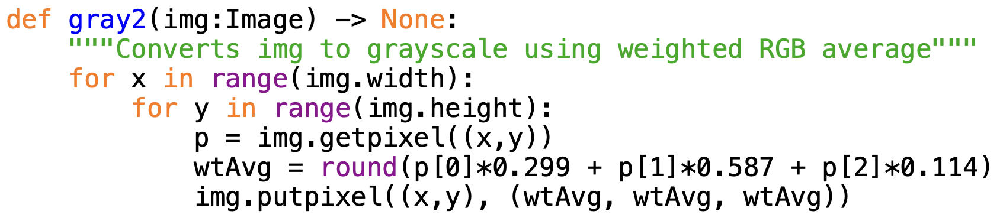 def gray2(img:Image) -> None:
    """Converts img to grayscale using weighted RGB average"""
    for x in range(img.width):
        for y in range(img.height):
            p = img.getpixel((x,y))
            wtAvg = round(p[0]*0.299 + p[1]*0.587 + p[2]*0.114)
            img.putpixel((x,y), (wtAvg, wtAvg, wtAvg))